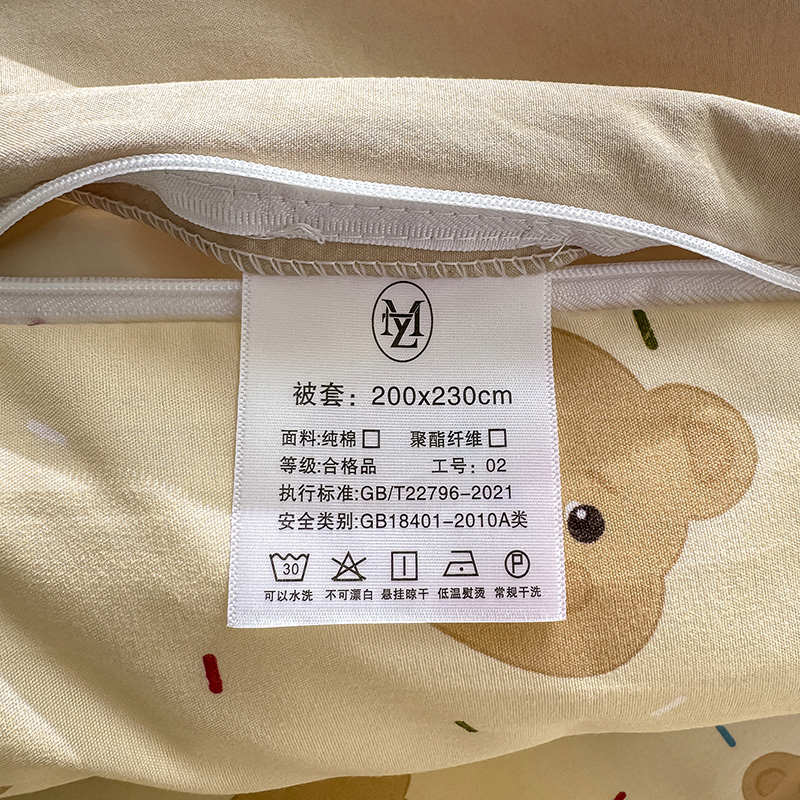 MYZ
被套：200x230cm
面料:纯棉□ 聚酯纤维□
等级:合格品 工号：02
执行标准:GB/T22796-2021
安全类别:GB18401-2010A类
30 P
可以水洗 不可漂白 悬挂晾干 低温熨烫 常规干洗